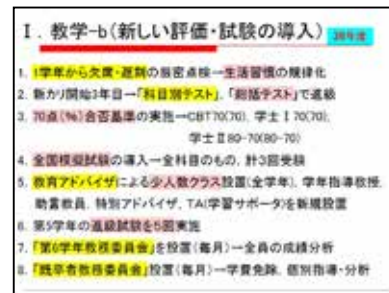 Ⅰ. 教学-b(新しい評価・試験の導入)
1. 1学年から欠席・遅刻の厳密点検→生活習慣の規律化
2. 新カリ開始3年目→「科目別テスト」、「総括テスト」で進級
3. 70点(%)合否基準の実施→CBT70(70)、学士Ⅰ70(70)、
学士Ⅱ80-70(80-70)
4. 全国模擬試験の導入→全科目のもの、計3回受験
5. 教育アドバイザによる少人数クラス設置(全学年)、学年指導教授、
助言教員、特別アドバイザ、TA(学習サポータ)を新規設置
6. 第5学年の進級試験を5回実施
7. 「第6学年教務委員会」を設置(毎月)→全員の成績分析
8. 「既卒者教務委員会」設置(毎月)→学費免除、個別指導・分析